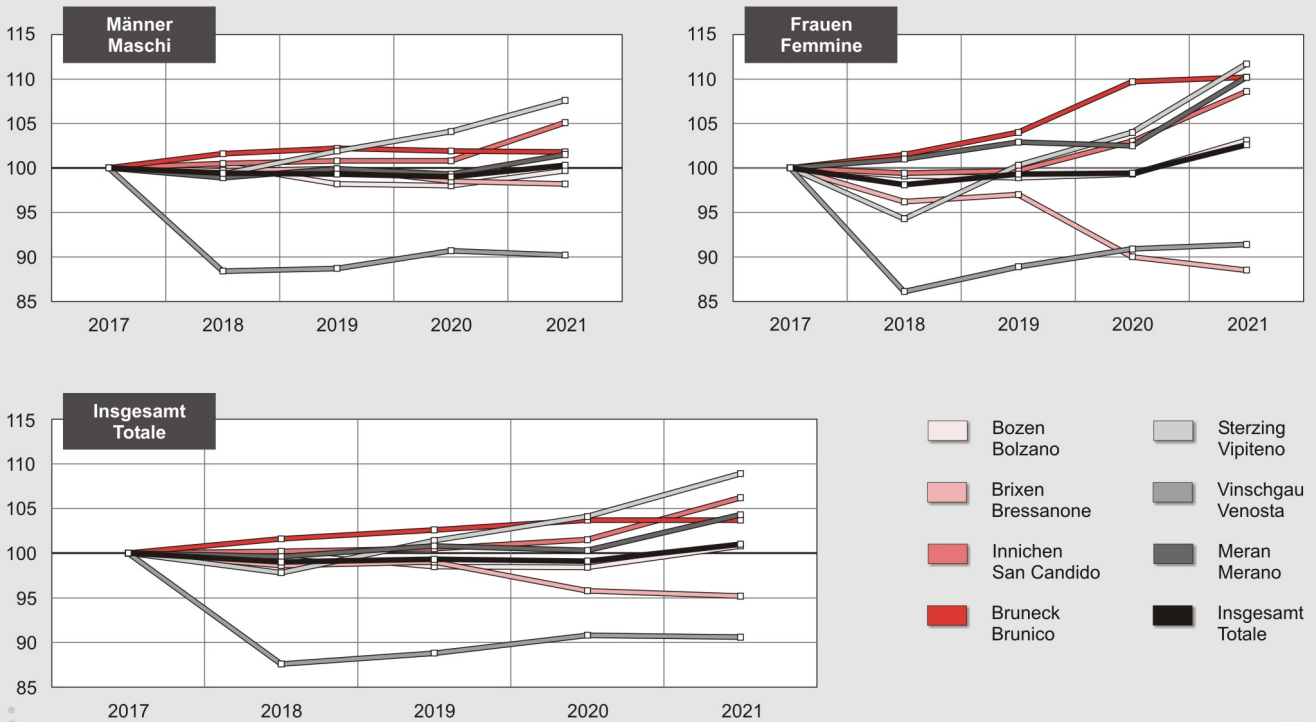 Männer
Maschi
115
110
105
100
95
90
85
2017 2018 2019 2020 2021
Frauen
Femmine
115
110
105
100
95
90
85
2017 2018 2019 2020 2021
Insgesamt
Totale
115
110
105
100
95
90
85
2017 2018 2019 2020 2021
Bozen
Bolzano
Brixen
Bressanone
Innichen
San Candido
Bruneck
Brunico
Sterzing
Vipiteno
Vinschgau
Venosta
Meran
Merano
Insgesamt
Totale